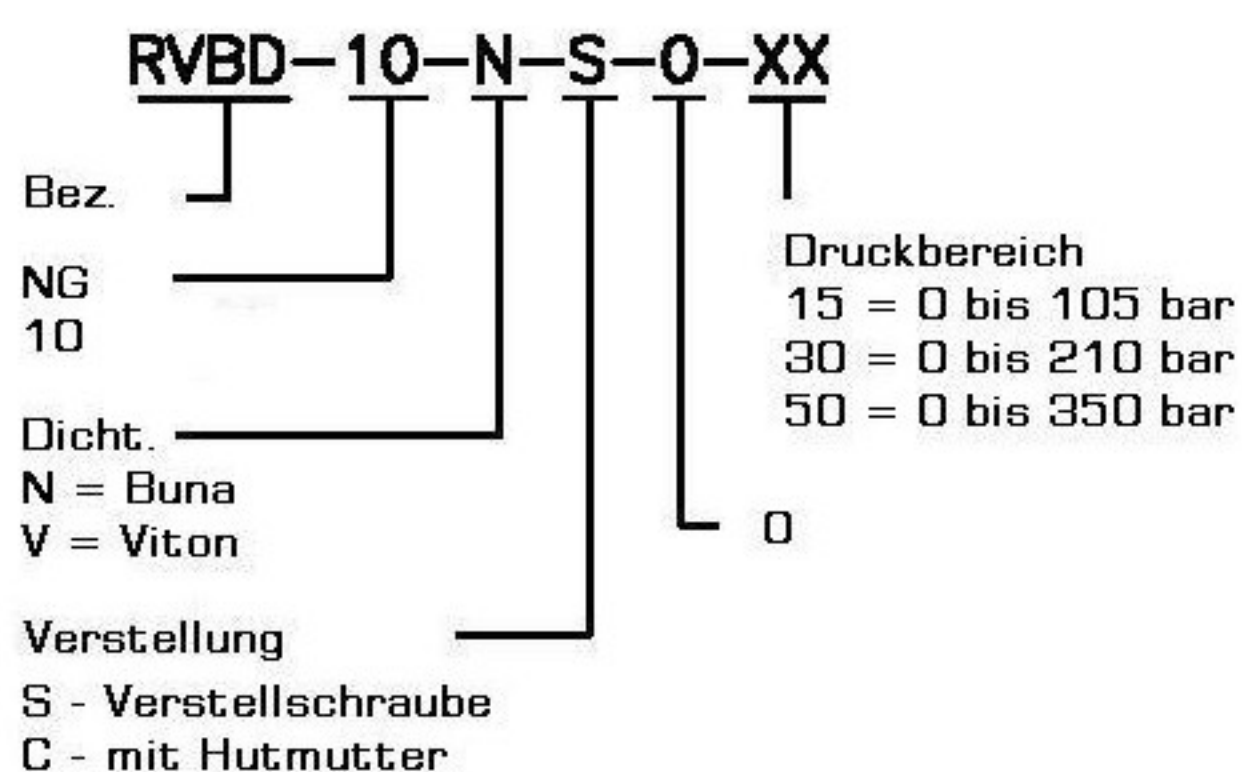 RVBD-10-N-S-0-XX
Bez.
NG
10
Dicht.
N = Buna
V = Viton
Verstellung
S - Verstellschraube
C - mit Hutmutter
0
Druckbereich
15 = 0 bis 105 bar
30 = 0 bis 210 bar
50 = 0 bis 350 bar